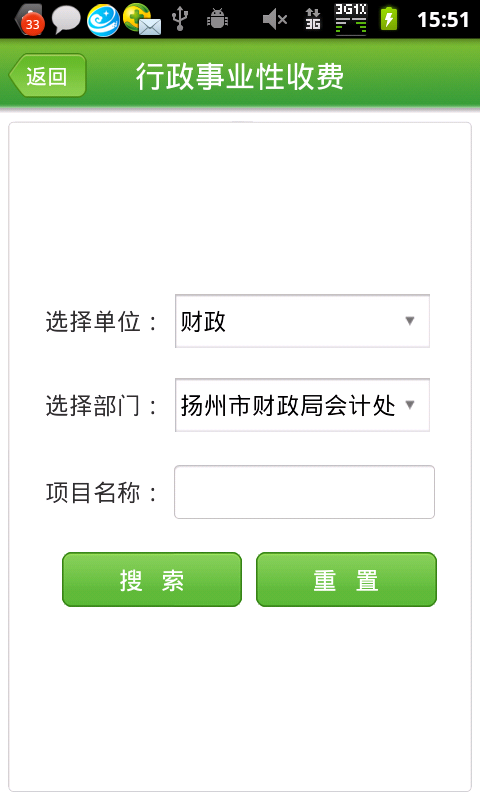 33 3G 3G1X 15:51
返回 行政事业性收费
选择单位： 财政
选择部门： 扬州市财政局会计处
项目名称：
搜 索 重 置